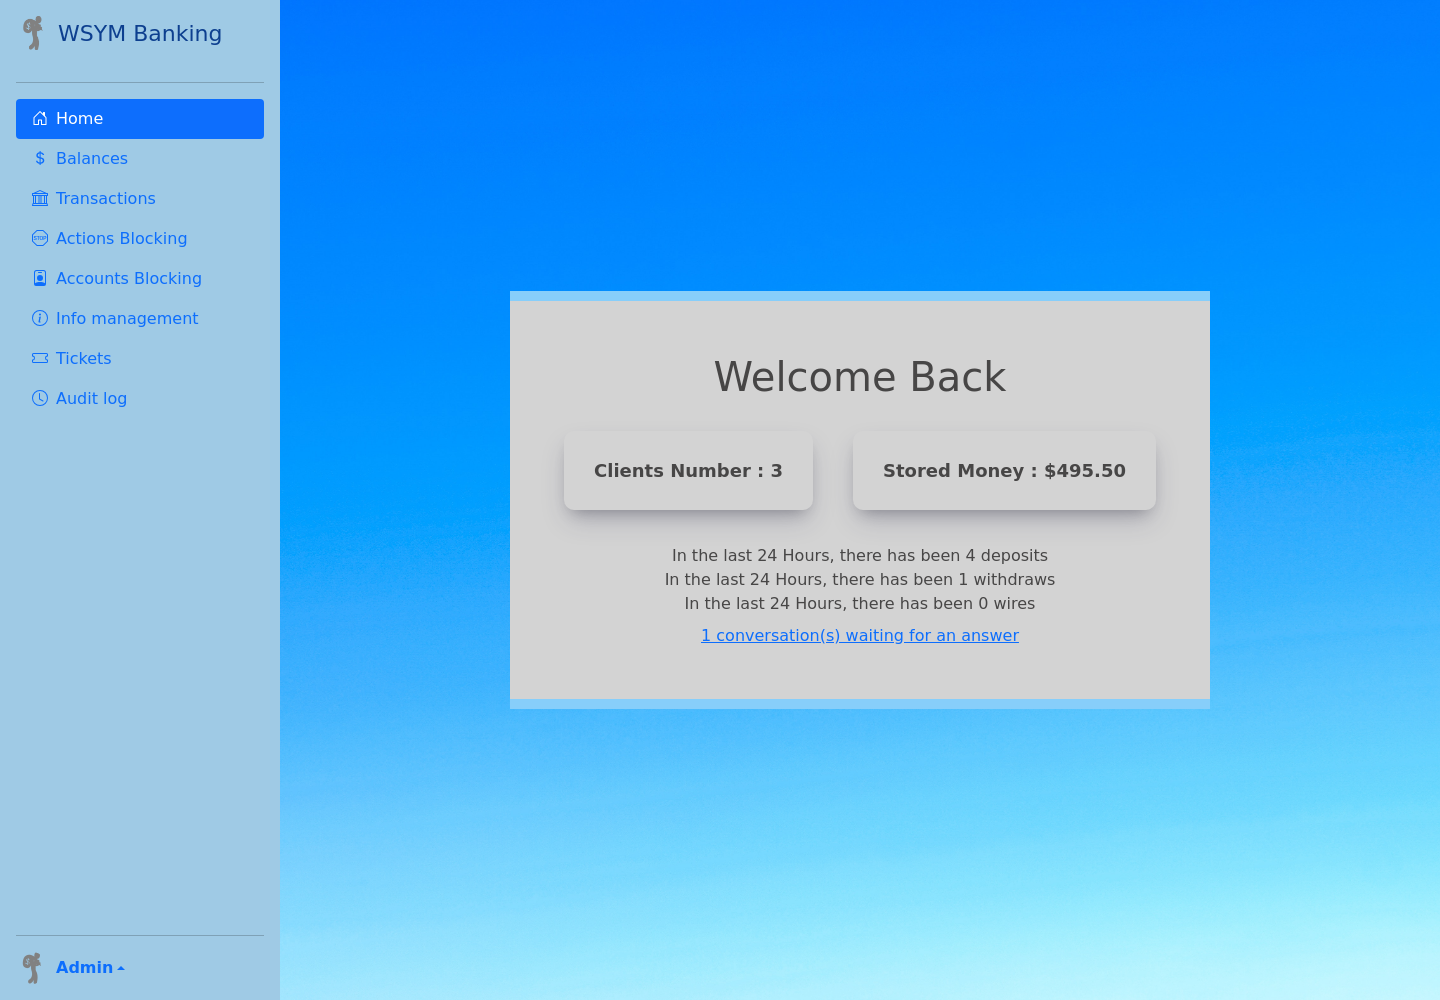 WSYM Banking
Home
Balances
Transactions
Actions Blocking
Accounts Blocking
Info management
Tickets
Audit log
Welcome Back
Clients Number : 3
Stored Money : $495.50
In the last 24 Hours, there has been 4 deposits
In the last 24 Hours, there has been 1 withdraws
In the last 24 Hours, there has been 0 wires
1 conversation(s) waiting for an answer
Admin